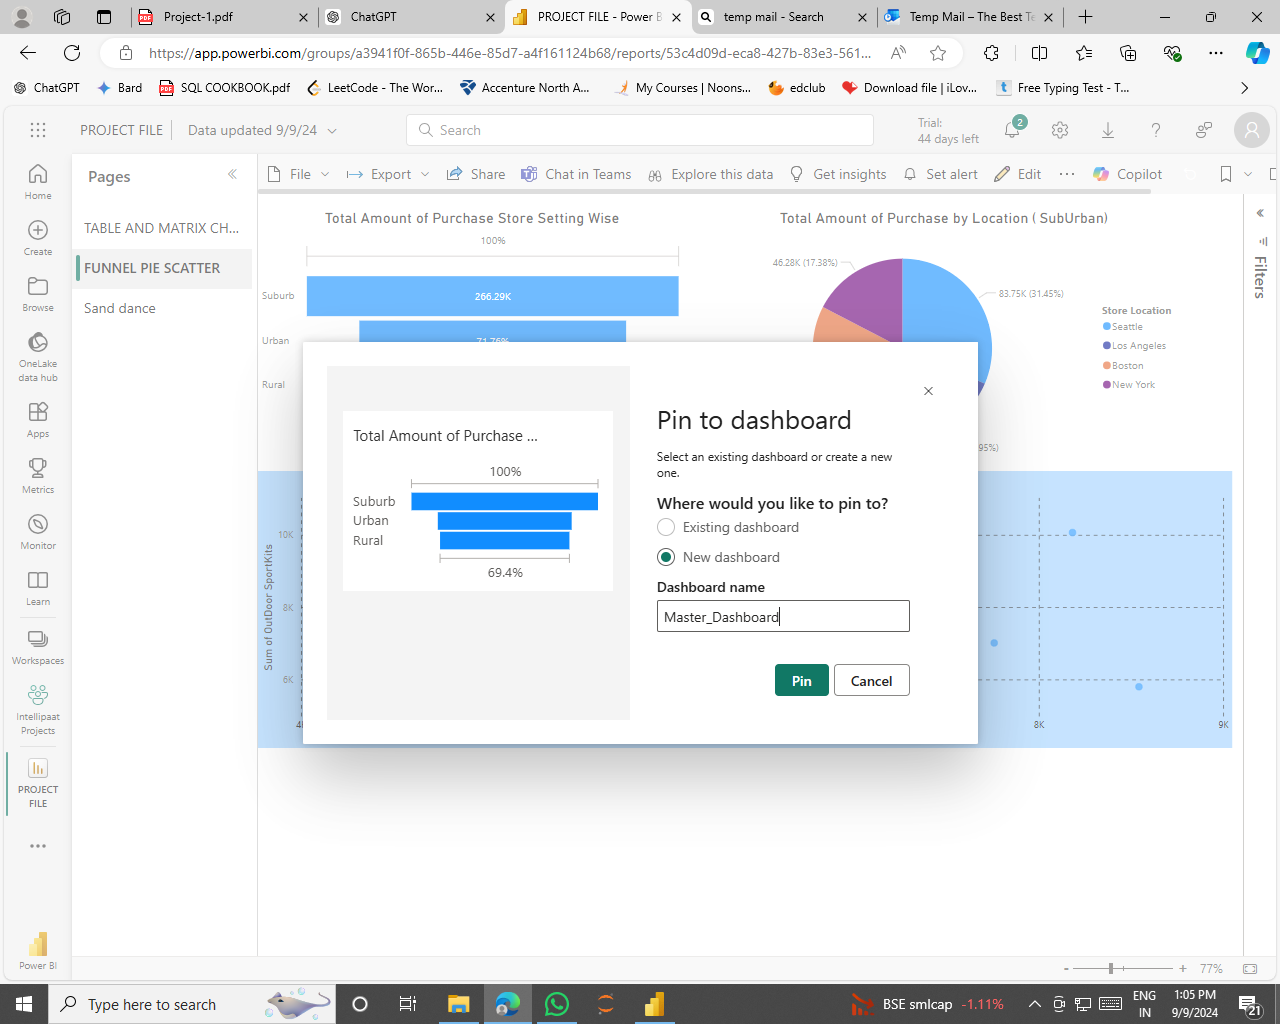 Project-1.pdf
ChatGPT
PROJECT FILE - Power B
temp mail - Search
Temp Mail – The Best Te
https://app.powerbi.com/groups/a3941f0f-865b-446e-85d7-a4f161124b68/reports/53c4d09d-eca8-427b-83e3-561...
ChatGPT
Bard
SQL COOKBOOK.pdf
LeetCode - The Wor...
Accenture North A...
My Courses | Noons...
edclub
Download file | iLov...
Free Typing Test - T...
PROJECT FILE
Data updated 9/9/24
Search
Trial:
44 days left
2
Home
Create
Browse
OneLake
data hub
Apps
Metrics
Monitor
Learn
Workspaces
Intellipaat
Projects
PROJECT
FILE
Power BI
Pages
TABLE AND MATRIX CH...
FUNNEL PIE SCATTER
Sand dance
File
Export
Share
Chat in Teams
Explore this data
Get insights
Set alert
Edit
Copilot
Total Amount of Purchase Store Setting Wise
100%
Suburb
266.29K
Urban
71.76%
Rural
Total Amount of Purchase by Location ( SubUrban)
46.28K (17.38%)
83.75K (31.45%)
95%)
Store Location
Seattle
Los Angeles
Boston
New York
Filters
Sum of OutDoor SportKits
10K
8K
6K
8K
9K
Total Amount of Purchase ...
100%
Suburb
Urban
Rural
69.4%
Pin to dashboard
Select an existing dashboard or create a new
one.
Where would you like to pin to?
Existing dashboard
New dashboard
Dashboard name
Master_Dashboard
Pin
Cancel
77%
Type here to search
BSE smlcap -1.11%
ENG
IN
1:05 PM
9/9/2024
21